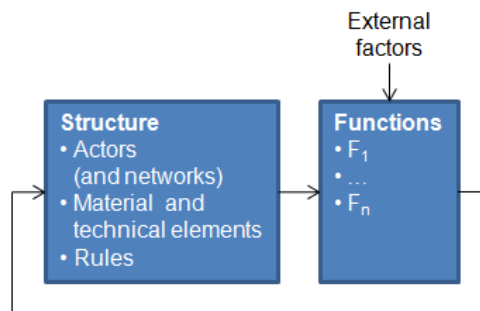 External
factors
Structure
• Actors
(and networks)
• Material and
technical elements
• Rules
Functions
• F₁
• ...
• Fₙ